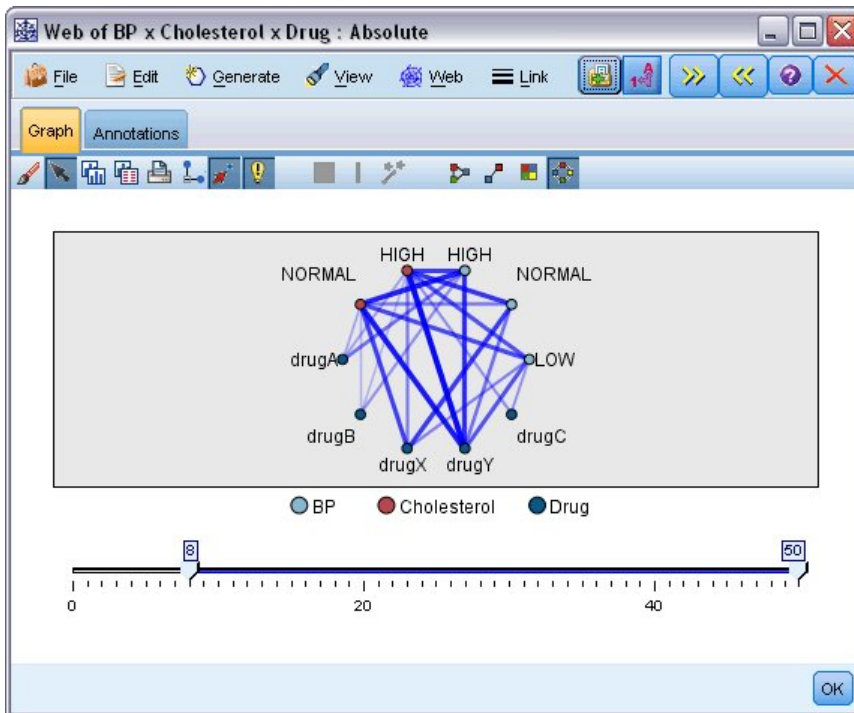 Web of BP x Cholesterol x Drug : Absolute
File Edit Generate View Web Link
Graph Annotations
HIGH HIGH
NORMAL NORMAL
drugA LOW
drugB drugC
drugX drugY
BP Cholesterol Drug
8 50
0 20 40
OK